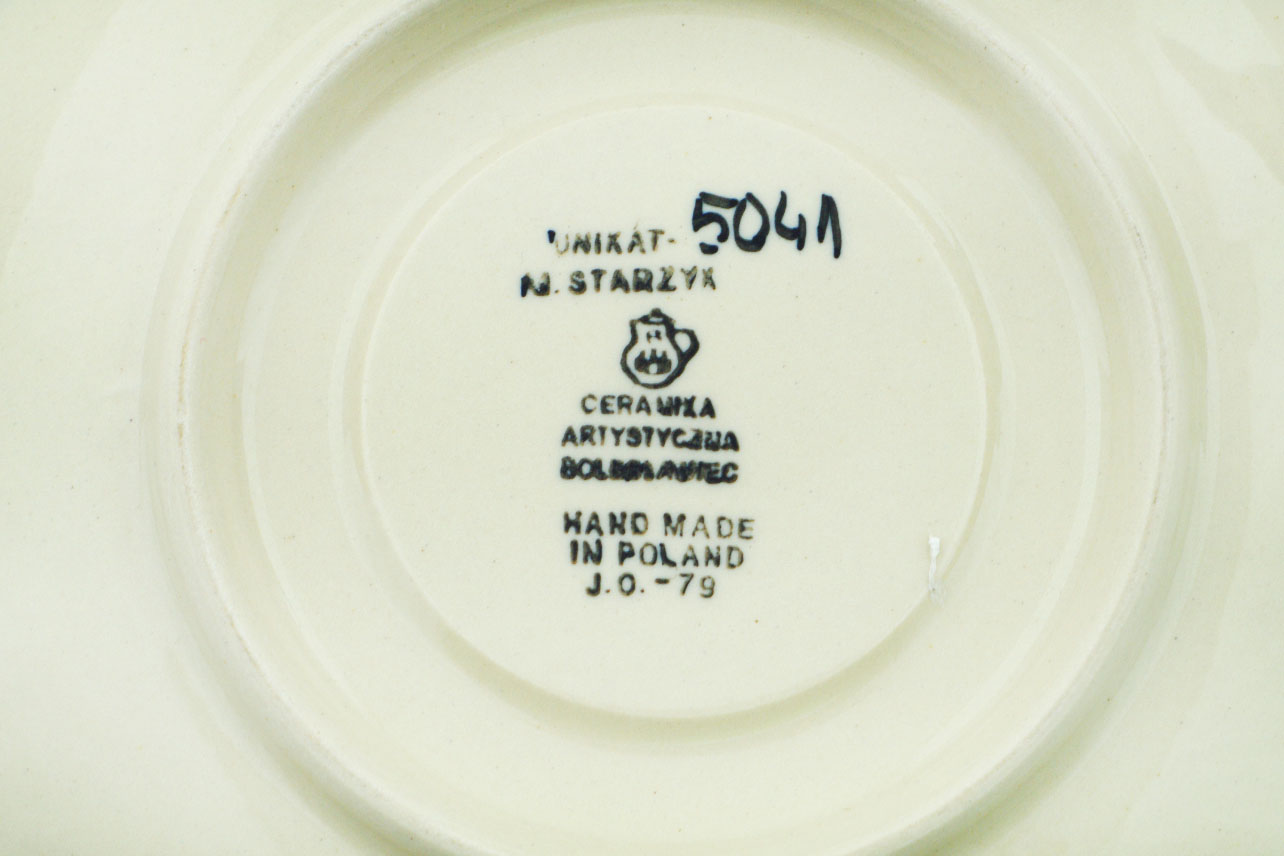 UNIKAT- 5041
M. STARZYK
CERAMIKA
ARTYSTYCZNA
BOLESŁAWIEC
HAND MADE
IN POLAND
J.O.-79